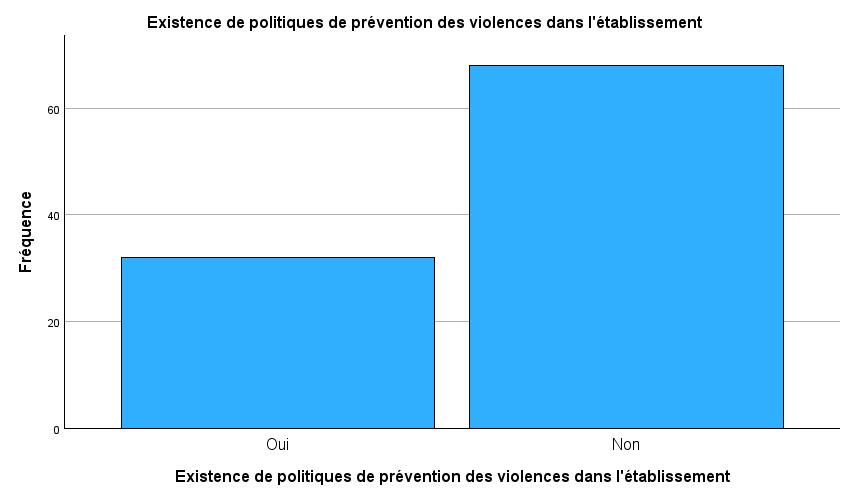 Existence de politiques de prévention des violences dans l'établissement
Fréquence
60
40
20
0
Oui
Non
Existence de politiques de prévention des violences dans l'établissement